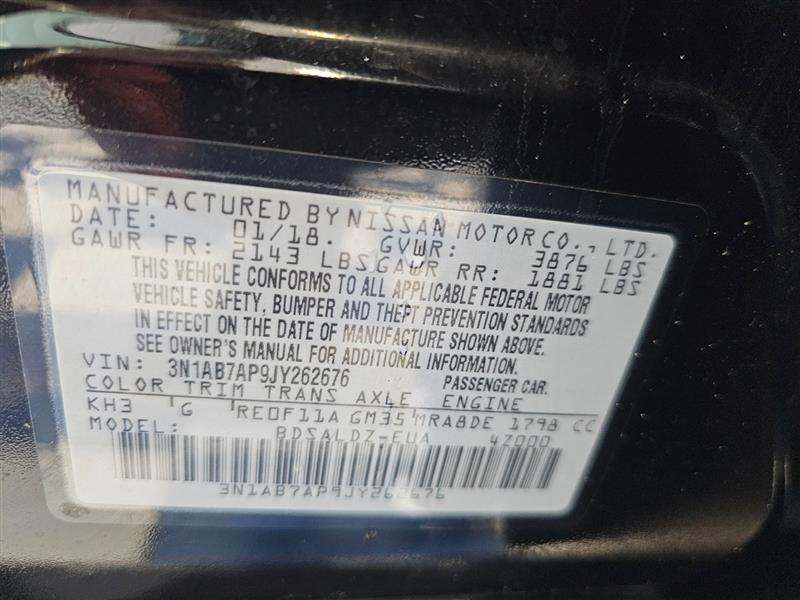 MANUFACTURED BY NISSAN MOTOR CO., LTD.
DATE: 01/18. GVWR: 3876 LBS
GAWR FR: 2143 LBS GAWR RR: 1881 LBS
THIS VEHICLE CONFORMS TO ALL APPLICABLE FEDERAL MOTOR
VEHICLE SAFETY, BUMPER AND THEFT PREVENTION STANDARDS
IN EFFECT ON THE DATE OF MANUFACTURE SHOWN ABOVE.
SEE OWNER'S MANUAL FOR ADDITIONAL INFORMATION.
VIN: 3N1AB7AP9JY262676 PASSENGER CAR.
COLOR TRIM TRANS AXLE ENGINE
KH3 G RE0F11A GM35 MRA8DE 1798 CC
MODEL: BDSALDZ-EUA 4Z000
3N1AB7AP9JY262676